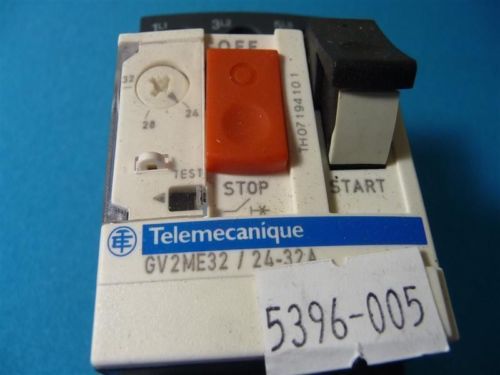 1L1 3L2 5L3
OFF
32
24
28
TH07194101
TEST
STOP
START
Telemecanique
GV2ME32 / 24-32A
5396-005